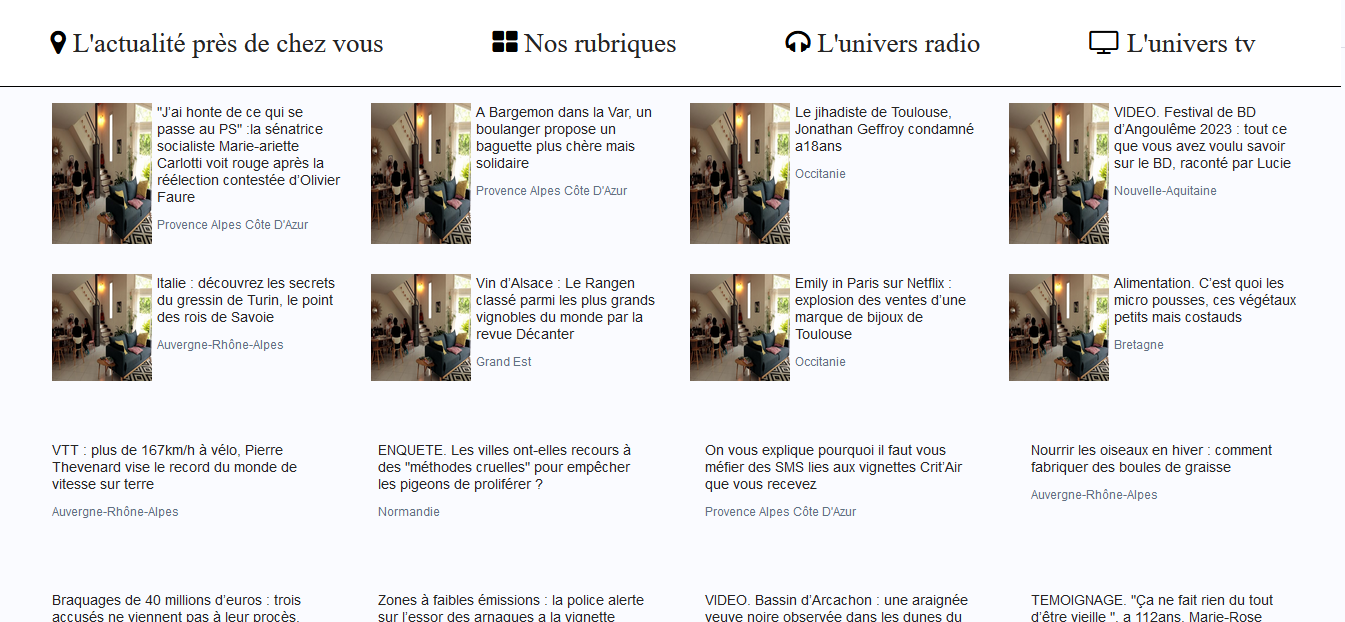 L'actualité près de chez vous
Nos rubriques
L'univers radio
L'univers tv
"J’ai honte de ce qui se
passe au PS" :la sénatrice
socialiste Marie-ariette
Carlotti voit rouge après la
réélection contestée d’Olivier
Faure
Provence Alpes Côte D'Azur
A Bargemon dans la Var, un
boulanger propose un
baguette plus chère mais
solidaire
Provence Alpes Côte D'Azur
Le jihadiste de Toulouse,
Jonathan Geffroy condamné
a18ans
Occitanie
VIDEO. Festival de BD
d’Angoulême 2023 : tout ce
que vous avez voulu savoir
sur le BD, raconté par Lucie
Nouvelle-Aquitaine
Italie : découvrez les secrets
du gressin de Turin, le point
des rois de Savoie
Auvergne-Rhône-Alpes
Vin d’Alsace : Le Rangen
classé parmi les plus grands
vignobles du monde par la
revue Décanter
Grand Est
Emily in Paris sur Netflix :
explosion des ventes d’une
marque de bijoux de
Toulouse
Occitanie
Alimentation. C’est quoi les
micro pousses, ces végétaux
petits mais costauds
Bretagne
VTT : plus de 167km/h à vélo, Pierre
Thevenard vise le record du monde de
vitesse sur terre
Auvergne-Rhône-Alpes
ENQUETE. Les villes ont-elles recours à
des "méthodes cruelles" pour empêcher
les pigeons de proliférer ?
Normandie
On vous explique pourquoi il faut vous
méfier des SMS lies aux vignettes Crit’Air
que vous recevez
Provence Alpes Côte D'Azur
Nourrir les oiseaux en hiver : comment
fabriquer des boules de graisse
Auvergne-Rhône-Alpes
Braquages de 40 millions d’euros : trois
accusés ne viennent pas à leur procès.
Zones à faibles émissions : la police alerte
sur l’essor des arnaques a la vignette
VIDEO. Bassin d’Arcachon : une araignée
veuve noire observée dans les dunes du
TEMOIGNAGE. "Ça ne fait rien du tout
d’être vieille ", a 112ans, Marie-Rose